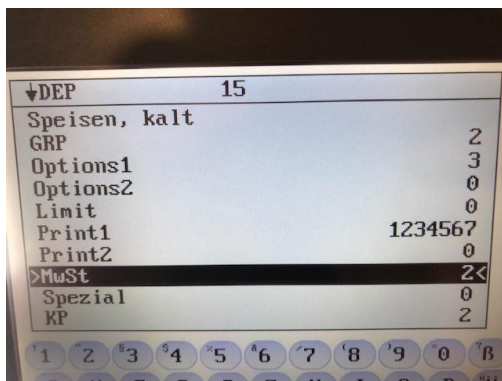 DEP 15
Speisen, kalt
GRP 2
Options1 3
Options2 0
Limit 0
Print1 1234567
Print2 0
>MwSt 2<
Spezial 0
KP 2
1 2 3 4 5 6 7 8 9 0 ß